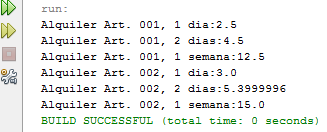 run:
Alquiler Art. 001, 1 dia:2.5
Alquiler Art. 001, 2 dias:4.5
Alquiler Art. 001, 1 semana:12.5
Alquiler Art. 002, 1 dia:3.0
Alquiler Art. 002, 2 dias:5.3999996
Alquiler Art. 002, 1 semana:15.0
BUILD SUCCESSFUL (total time: 0 seconds)